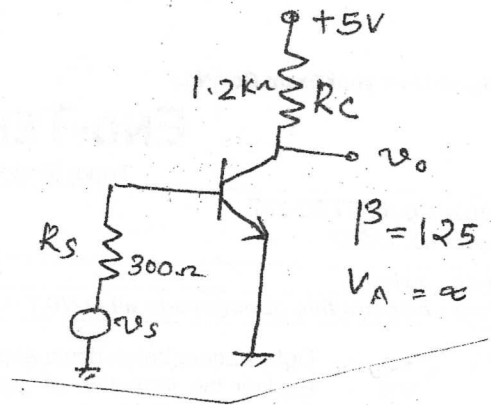 +5V
1.2kΩ
RC
vo
β = 125
RS
300Ω
VA = ∞
vs